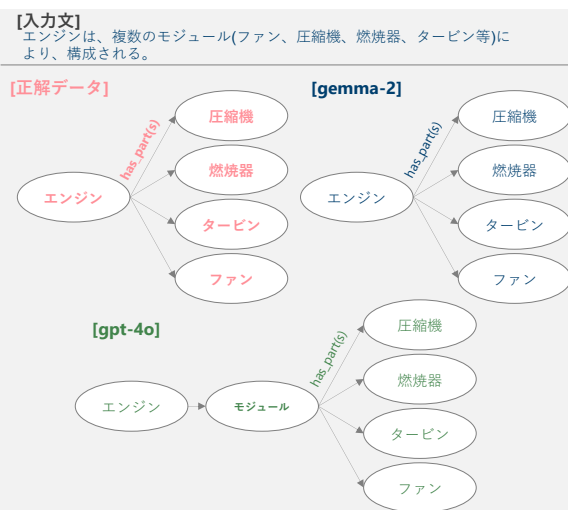 [入力文]
エンジンは、複数のモジュール(ファン、圧縮機、燃焼器、タービン等)に
より、構成される。
[正解データ]
has_part(s)
エンジン
圧縮機
燃焼器
タービン
ファン
[gemma-2]
has_part(s)
エンジン
圧縮機
燃焼器
タービン
ファン
[gpt-4o]
has_part(s)
エンジン
モジュール
圧縮機
燃焼器
タービン
ファン